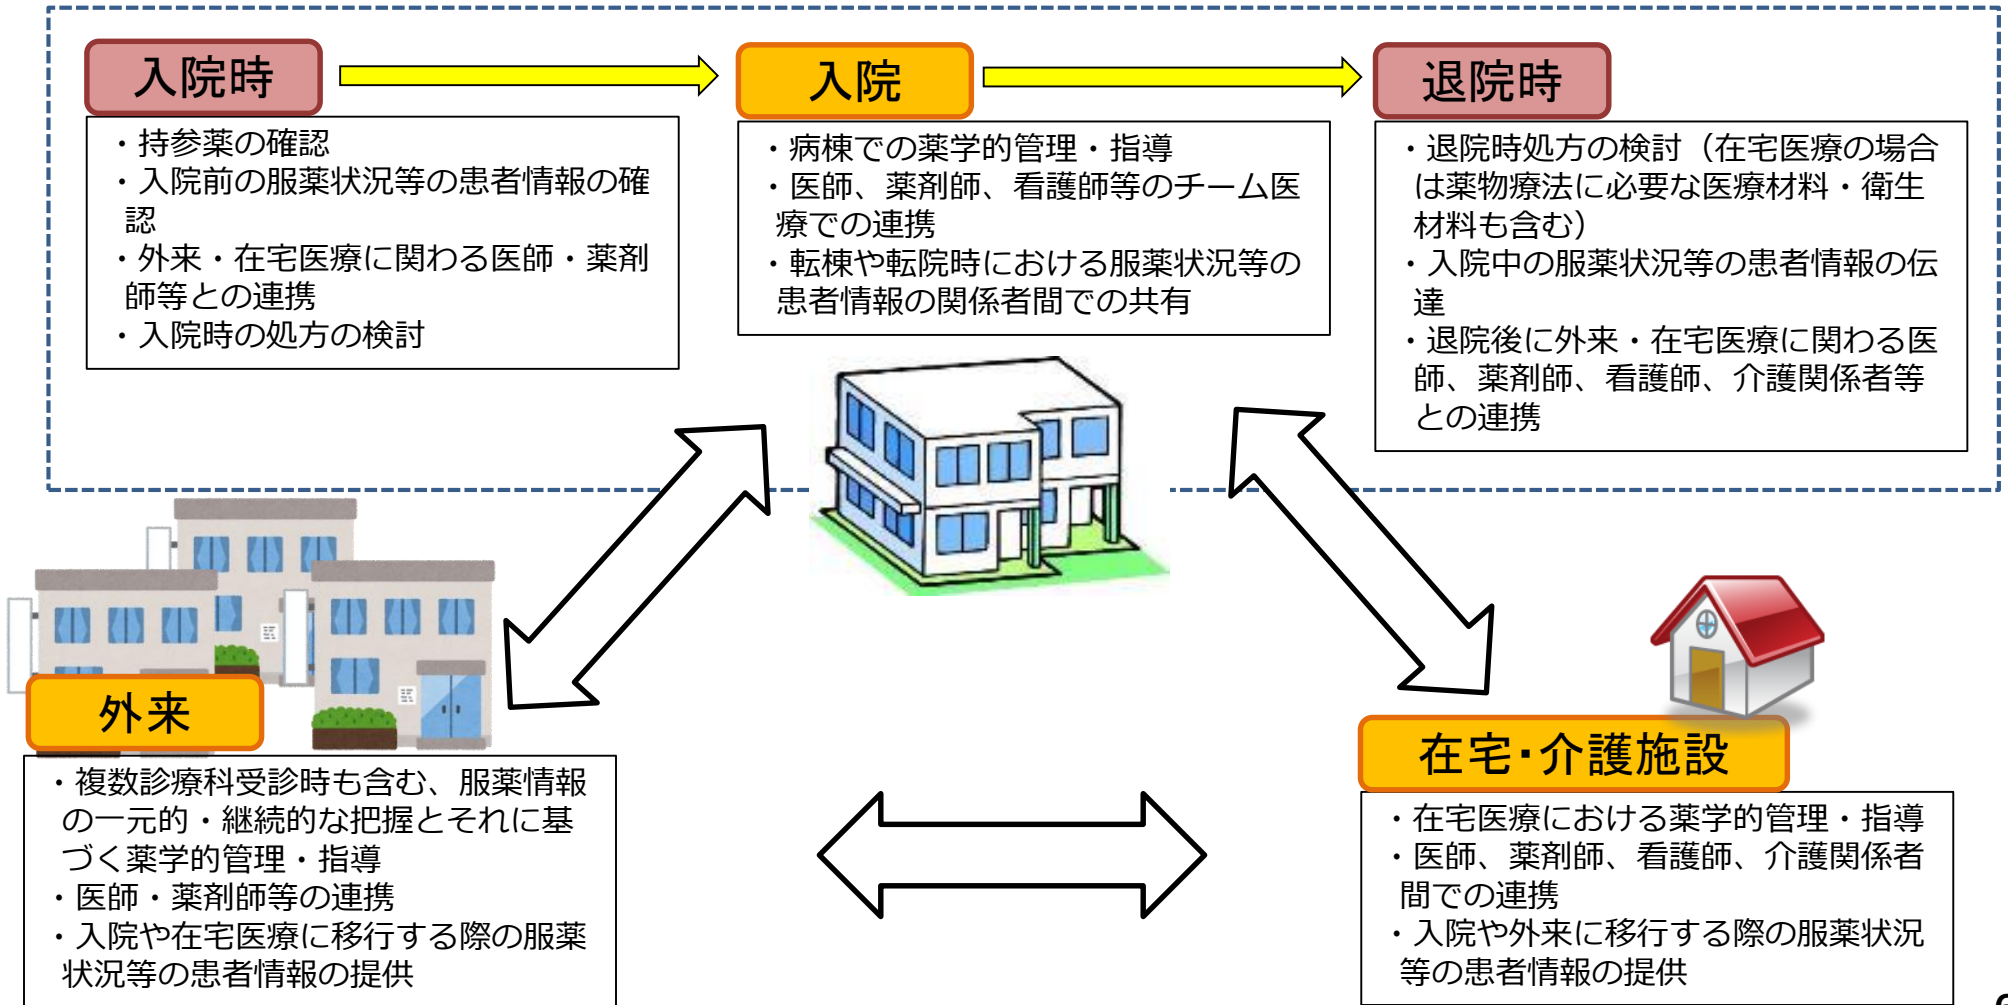 入院時
・持参薬の確認
・入院前の服薬状況等の患者情報の確
認
・外来・在宅医療に関わる医師・薬剤
師等との連携
・入院時の処方の検討
入院
・病棟での薬学的管理・指導
・医師、薬剤師、看護師等のチーム医
療での連携
・転棟や転院時における服薬状況等の
患者情報の関係者間での共有
退院時
・退院時処方の検討（在宅医療の場合
は薬物療法に必要な医療材料・衛生
材料も含む）
・入院中の服薬状況等の患者情報の伝
達
・退院後に外来・在宅医療に関わる医
師、薬剤師、看護師、介護関係者等
との連携
外来
・複数診療科受診時も含む、服薬情報
の一元的・継続的な把握とそれに基
づく薬学的管理・指導
・医師・薬剤師等の連携
・入院や在宅医療に移行する際の服薬
状況等の患者情報の提供
在宅・介護施設
・在宅医療における薬学的管理・指導
・医師、薬剤師、看護師、介護関係者
間での連携
・入院や外来に移行する際の服薬状況
等の患者情報の提供